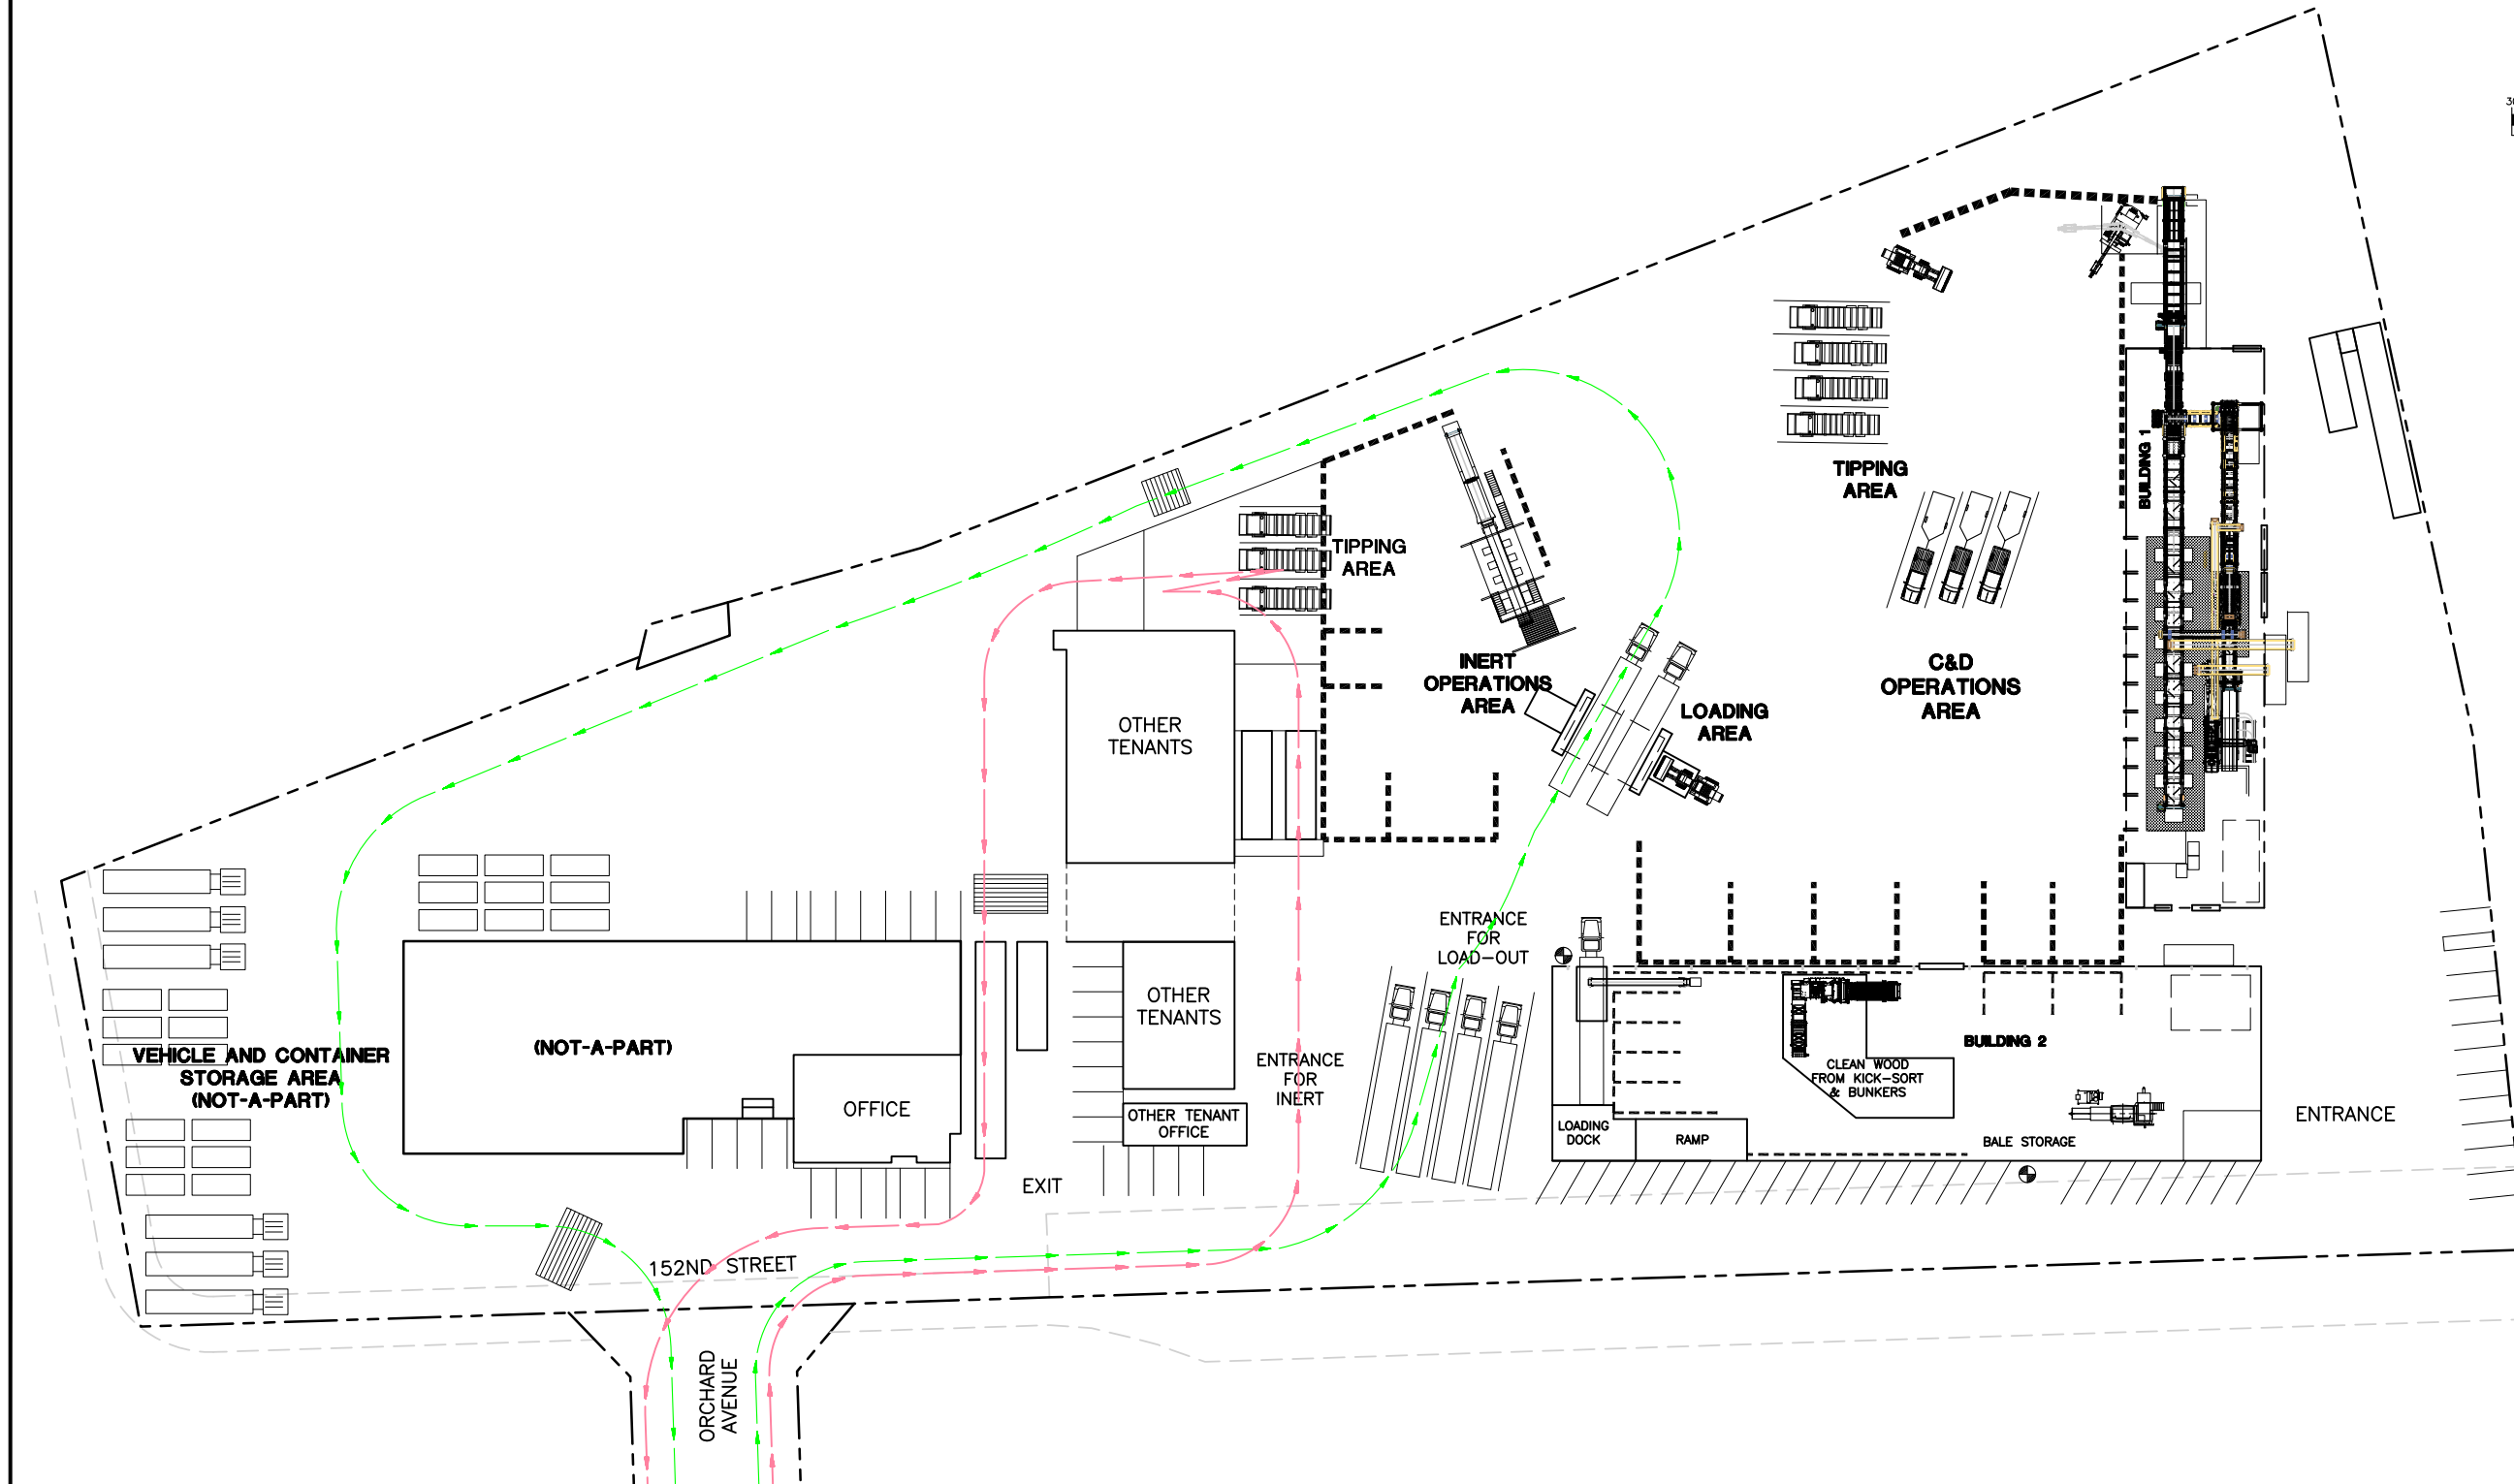 30
BUILDING 1
TIPPING
AREA
TIPPING
AREA
INERT
OPERATIONS
AREA
C&D
OPERATIONS
AREA
LOADING
AREA
OTHER
TENANTS
ENTRANCE
FOR
LOAD-OUT
OTHER
TENANTS
VEHICLE AND CONTAINER
STORAGE AREA
(NOT-A-PART)
(NOT-A-PART)
OFFICE
ENTRANCE
FOR
INERT
OTHER TENANT
OFFICE
BUILDING 2
CLEAN WOOD
FROM KICK-SORT
& BUNKERS
LOADING
DOCK
RAMP
BALE STORAGE
ENTRANCE
EXIT
152ND STREET
ORCHARD
AVENUE